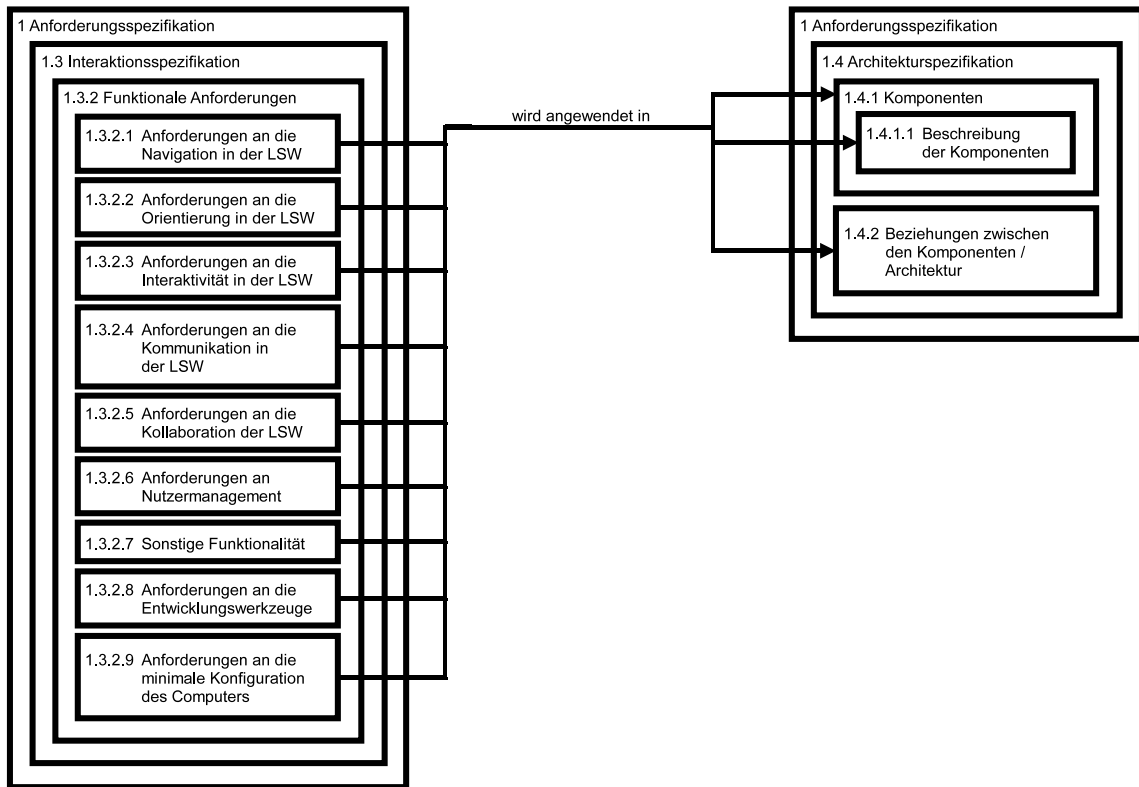 1 Anforderungsspezifikation
1.3 Interaktionsspezifikation
1.3.2 Funktionale Anforderungen
1.3.2.1 Anforderungen an die
Navigation in der LSW
1.3.2.2 Anforderungen an die
Orientierung in der LSW
1.3.2.3 Anforderungen an die
Interaktivität in der LSW
1.3.2.4 Anforderungen an die
Kommunikation in
der LSW
1.3.2.5 Anforderungen an die
Kollaboration der LSW
1.3.2.6 Anforderungen an
Nutzermanagement
1.3.2.7 Sonstige Funktionalität
1.3.2.8 Anforderungen an die
Entwicklungswerkzeuge
1.3.2.9 Anforderungen an die
minimale Konfiguration
des Computers
wird angewendet in
1 Anforderungsspezifikation
1.4 Architekturspezifikation
1.4.1 Komponenten
1.4.1.1 Beschreibung
der Komponenten
1.4.2 Beziehungen zwischen
den Komponenten /
Architektur